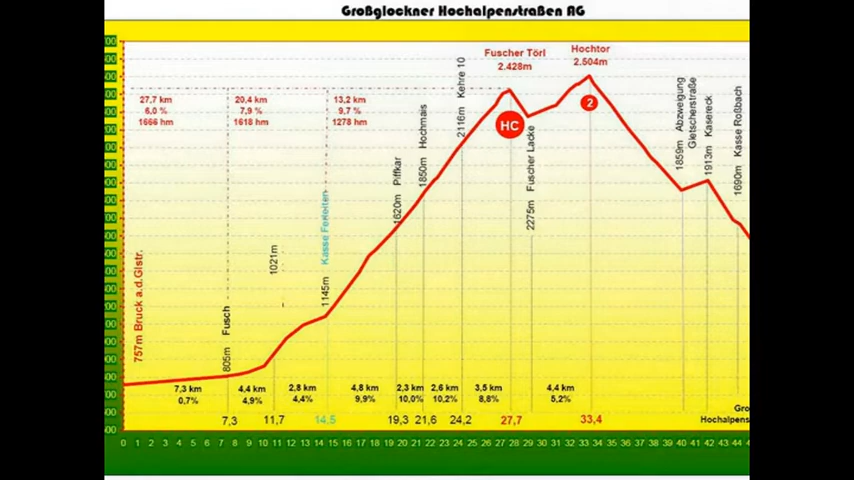 Großglockner Hochalpenstraßen AG
Fuscher Törl
2.428m
Hochtor
2.504m
27,7 km
6,0 %
1666 hm
20,4 km
7,9 %
1618 hm
13,2 km
9,7 %
1278 hm
757m Bruck a.d.Glstr.
805m Fusch
1021m
1145m Kasse Ferleiten
1620m Piffkar
1850m Hochmais
2116m Kehre 10
HC
2275m Fuscher Lacke
2
1859m Abzweigung
Gletscherstraße
1913m Kasereck
1690m Kasse Roßbach
7,3 km
0,7%
4,4 km
4,9%
2,8 km
4,4%
4,8 km
9,9%
2,3 km
10,0%
2,6 km
10,2%
3,5 km
8,8%
4,4 km
5,2%
Gro
Hochalpens
7,3 11,7 14,5 19,3 21,6 24,2 27,7 33,4
0 1 2 3 4 5 6 7 8 9 10 11 12 13 14 15 16 17 18 19 20 21 22 23 24 25 26 27 28 29 30 31 32 33 34 35 36 37 38 39 40 41 42 43 44